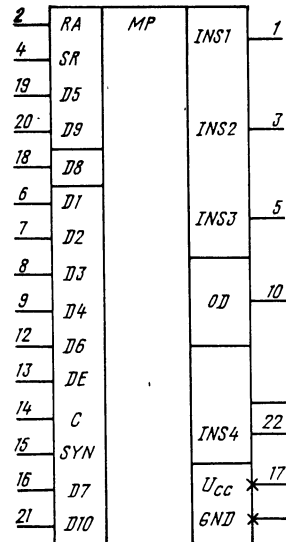 2 RA MP INS1 1
4 SR
19 D5
20 D9 INS2 3
18 D8
6 D1
7 D2 INS3 5
8 D3
9 D4 OD 10
12 D6
13 DE
14 C
15 SYN INS4 22
16 D7 Ucc 17
21 D10 GND